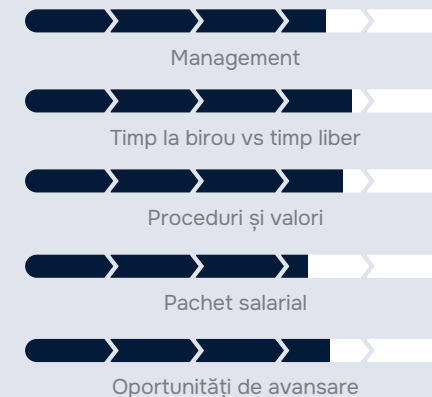 Management
Timp la birou vs timp liber
Proceduri și valori
Pachet salarial
Oportunități de avansare